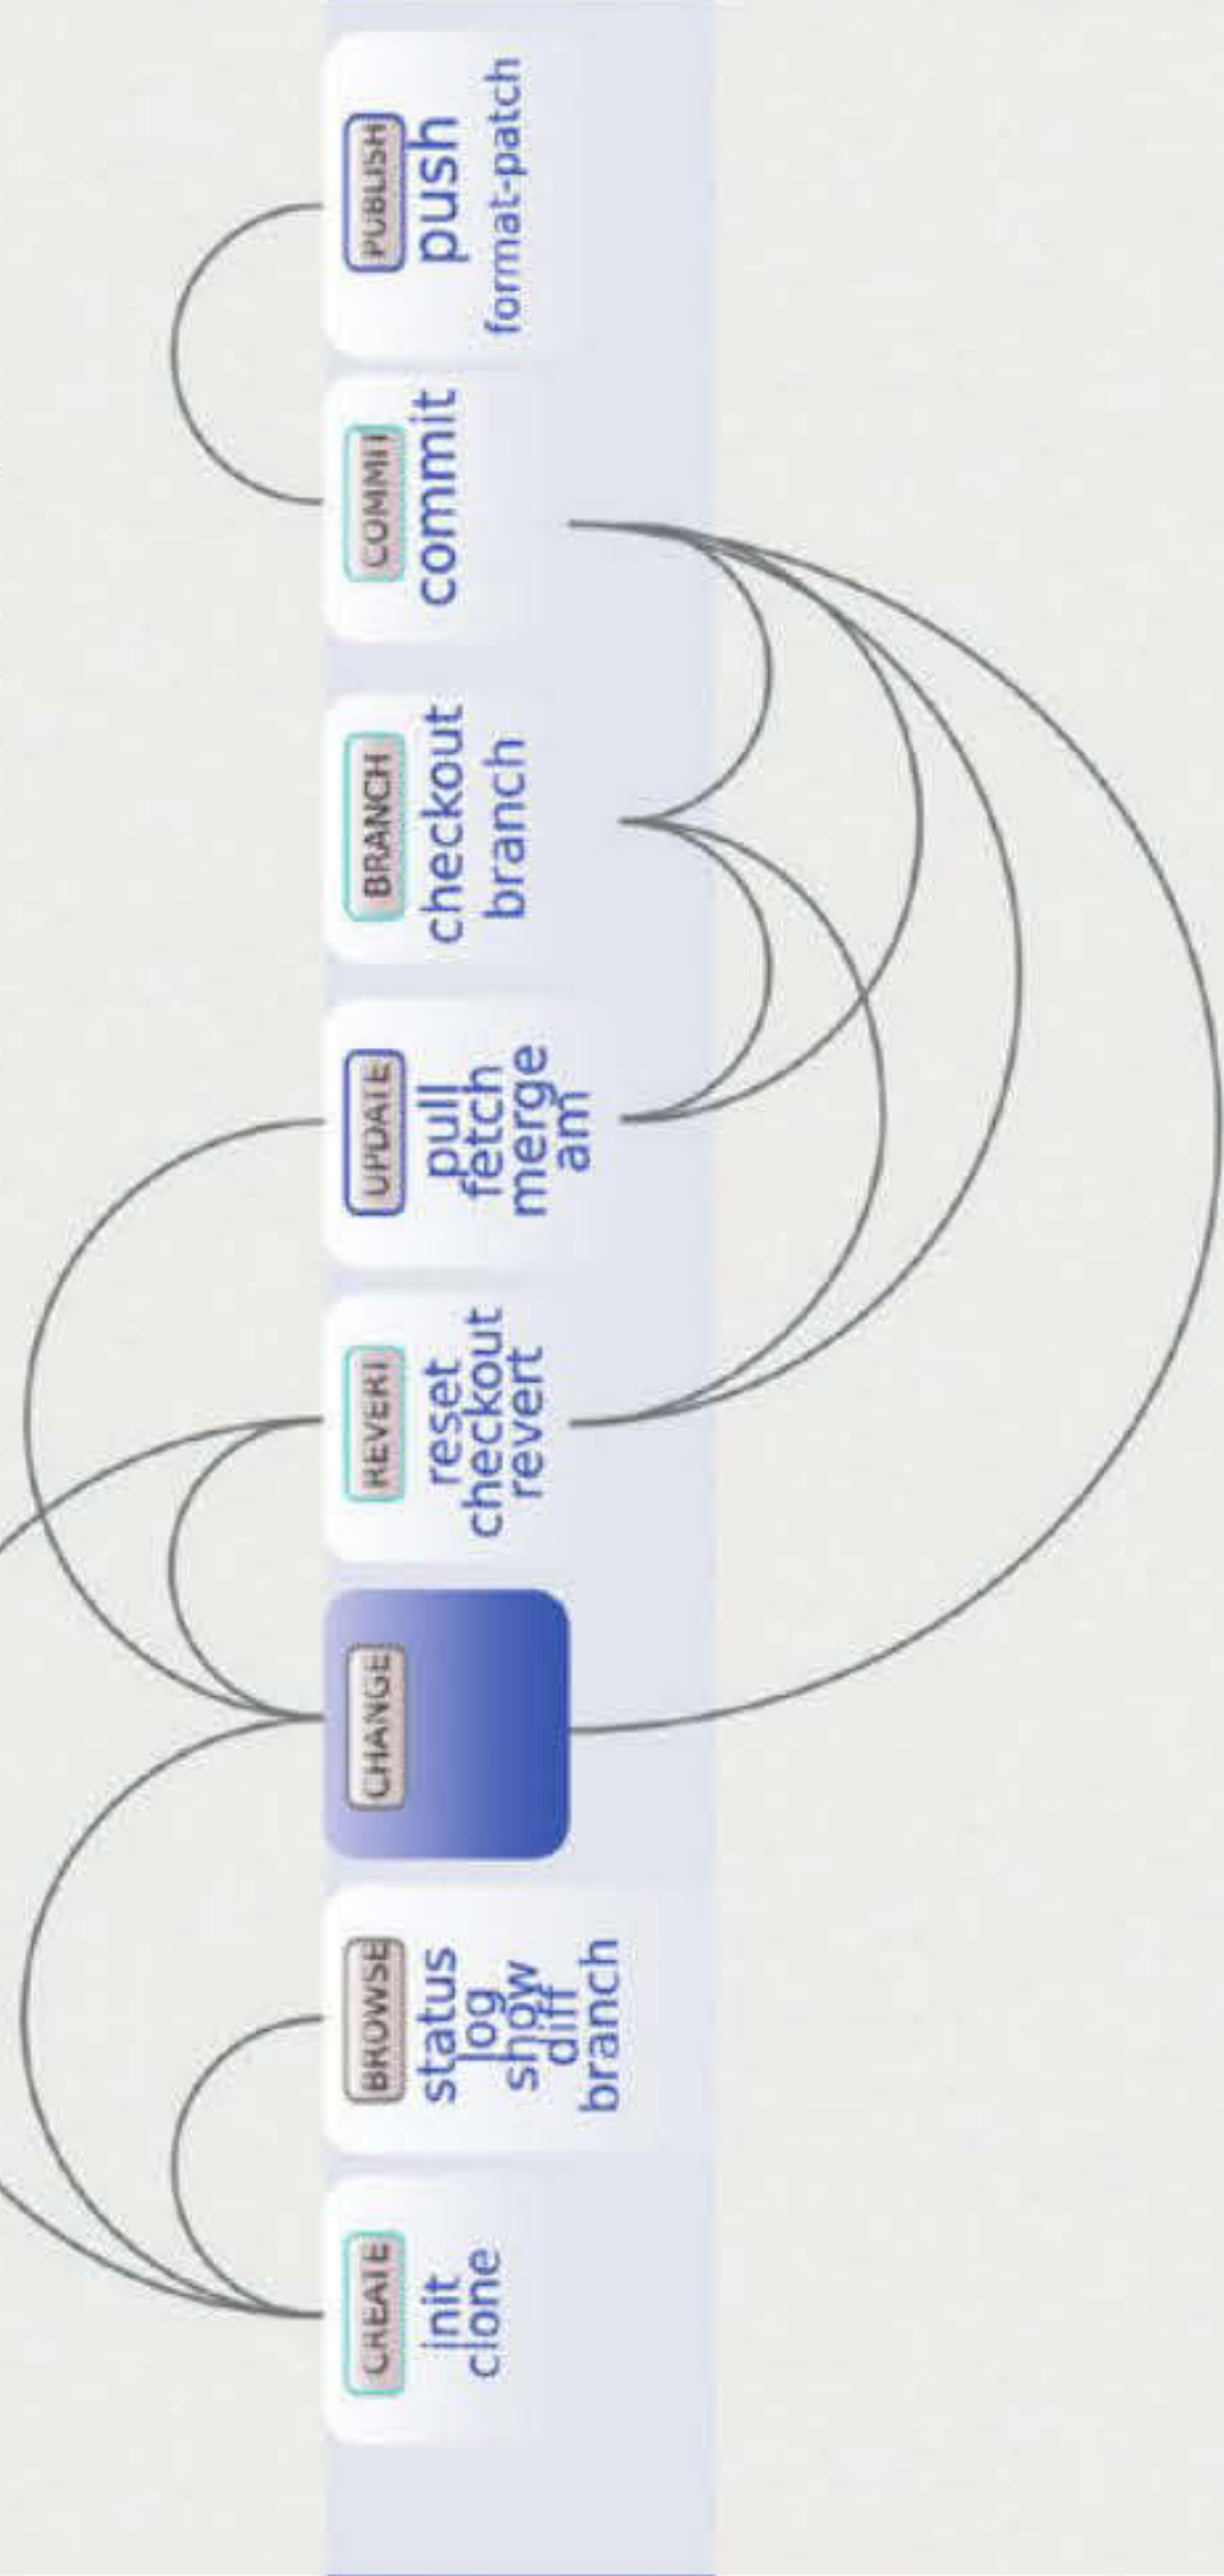 CREATE
init
clone
BROWSE
status
log
show
diff
branch
CHANGE
REVERT
reset
checkout
revert
UPDATE
pull
fetch
merge
am
BRANCH
checkout
branch
COMMIT
commit
PUBLISH
push
format-patch